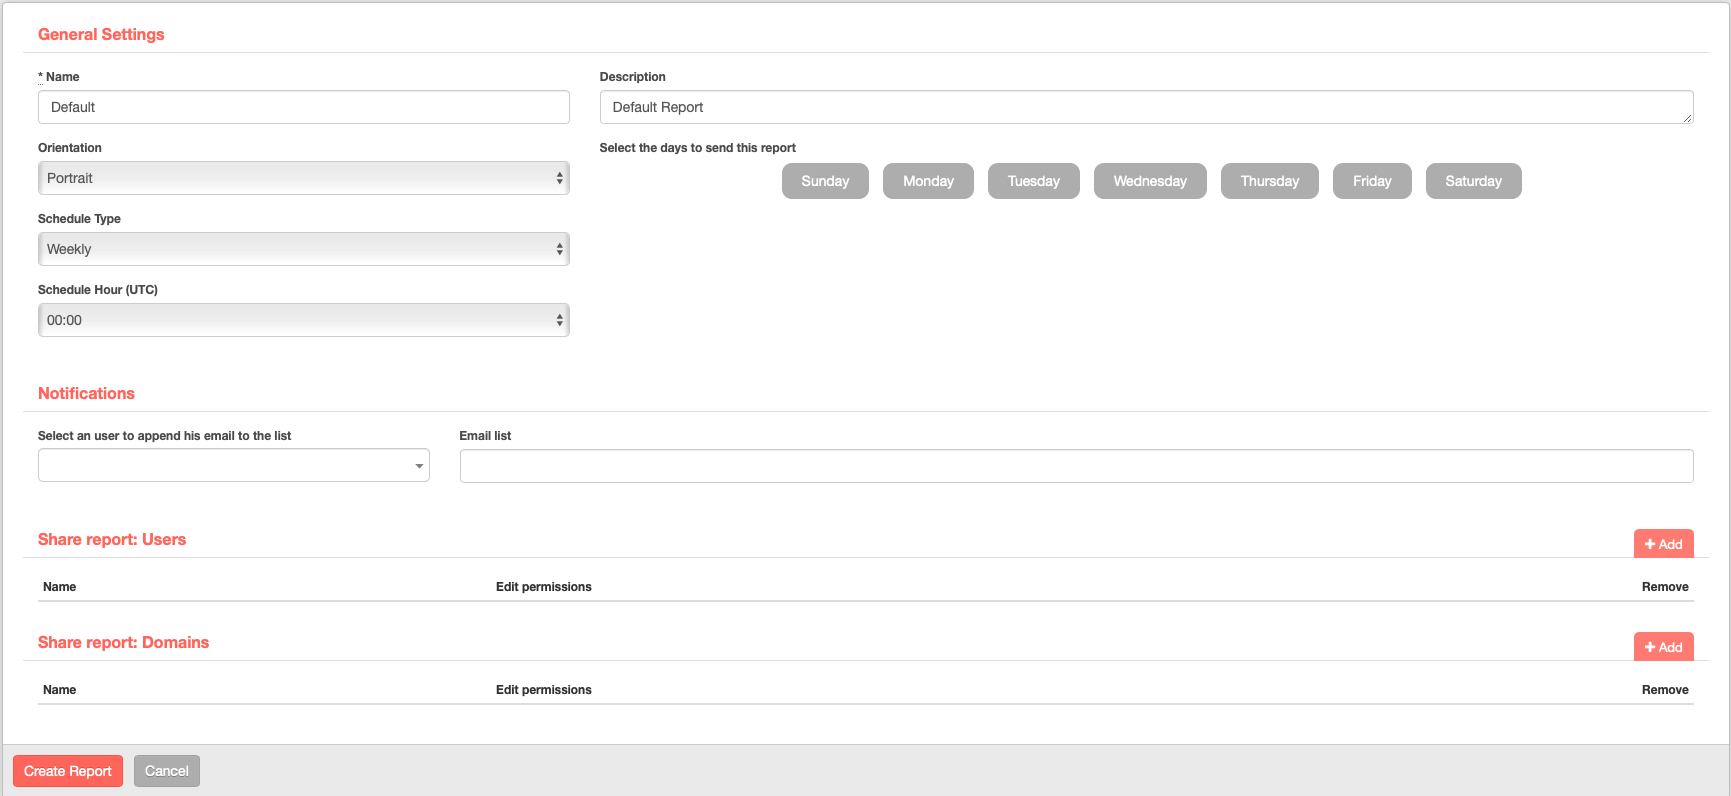 General Settings
* Name
Description
Default
Default Report
Orientation
Select the days to send this report
Portrait
Sunday Monday Tuesday Wednesday Thursday Friday Saturday
Schedule Type
Weekly
Schedule Hour (UTC)
00:00
Notifications
Select an user to append his email to the list
Email list
Share report: Users
+ Add
Name Edit permissions Remove
Share report: Domains
+ Add
Name Edit permissions Remove
Create Report Cancel